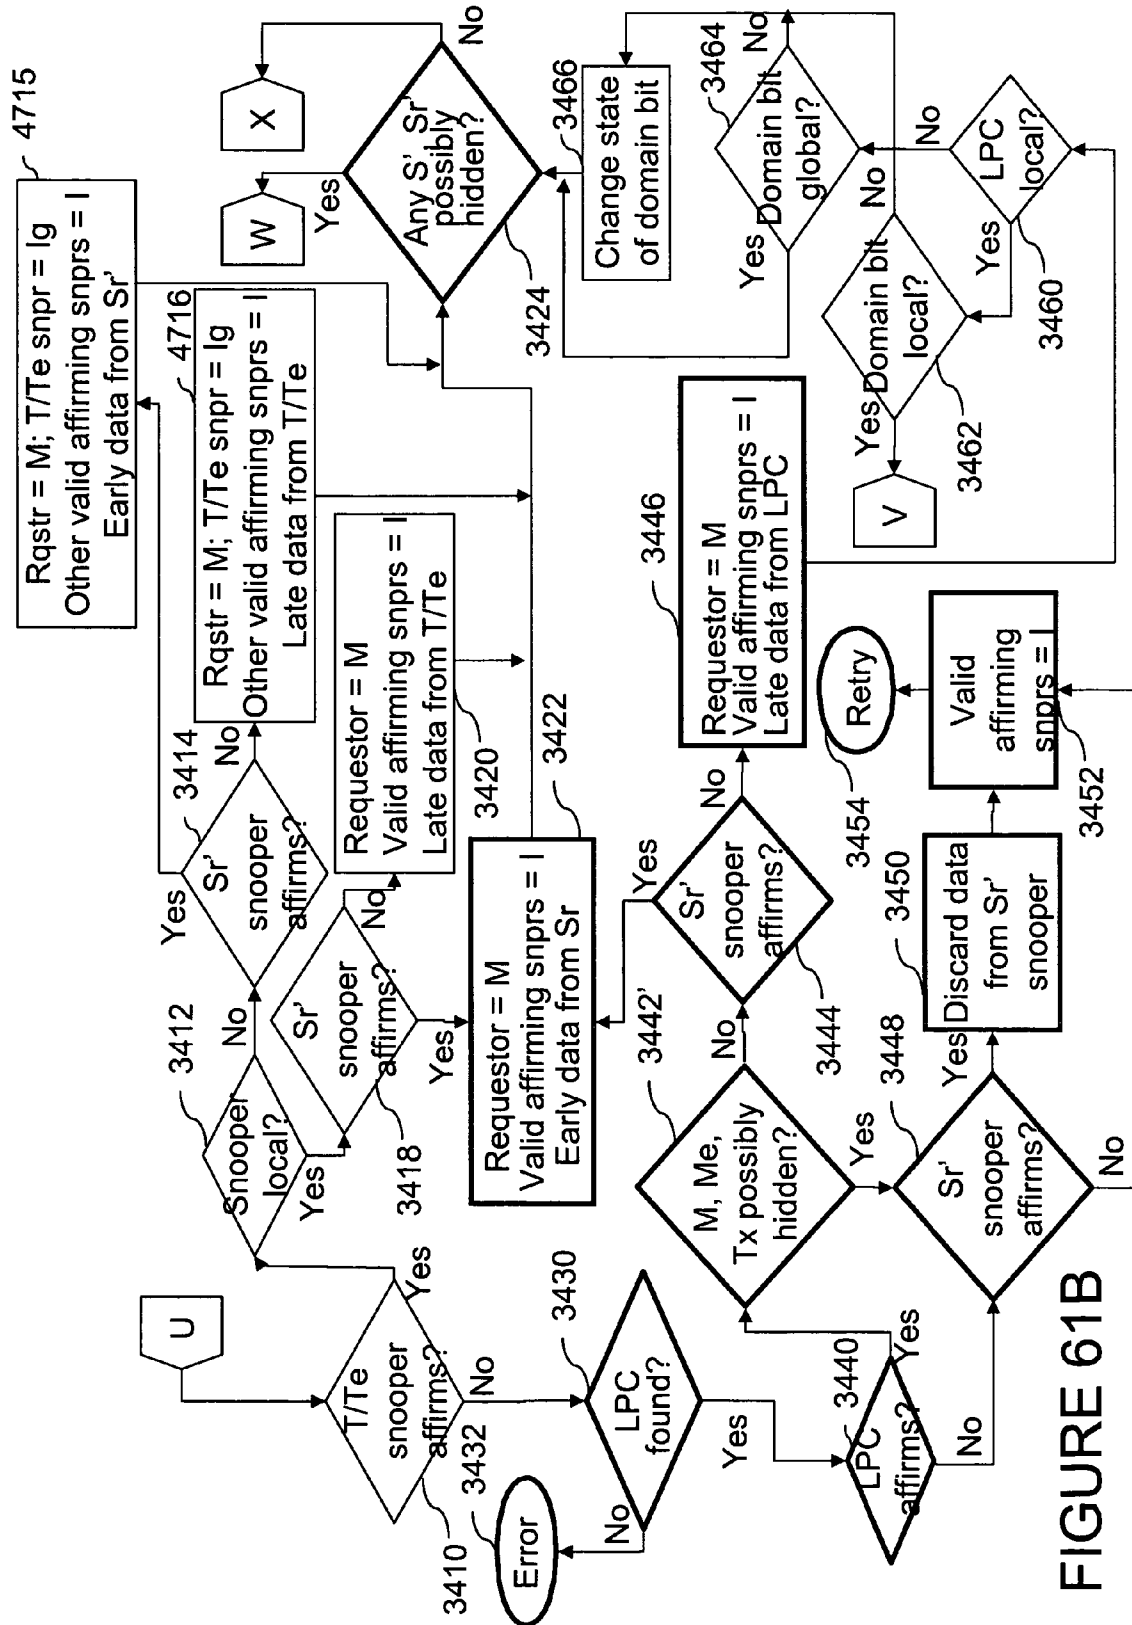 U
T/Te
snooper
affirms?
3410
Yes
No
Snooper
local?
3412
No
Yes
Sr'
snooper
affirms?
3414
Yes
No
Rqstr = M; T/Te snpr = Ig
Other valid affirming snprs = I
Early data from Sr'
4715
Rqstr = M; T/Te snpr = Ig
Other valid affirming snprs = I
Late data from T/Te
4716
Sr'
snooper
affirms?
3418
No
Yes
Requestor = M
Valid affirming snprs = I
Late data from T/Te
3420
Requestor = M
Valid affirming snprs = I
Early data from Sr
3422
Any S', Sr'
possibly
hidden?
3424
Yes
No
W
X
LPC
found?
3430
No
Yes
Error
3432
LPC
affirms?
3440
Yes
No
M, Me,
Tx possibly
hidden?
3442'
No
Yes
Sr'
snooper
affirms?
3444
Yes
No
Requestor = M
Valid affirming snprs = I
Late data from LPC
3446
Sr'
snooper
affirms?
3448
Yes
No
Discard data
from Sr'
snooper
3450
Valid
affirming
snprs = I
3452
Retry
3454
LPC
local?
3460
Yes
No
Domain bit
local?
3462
Yes
No
V
Domain bit
global?
3464
Yes
No
Change state
of domain bit
3466
FIGURE 61B